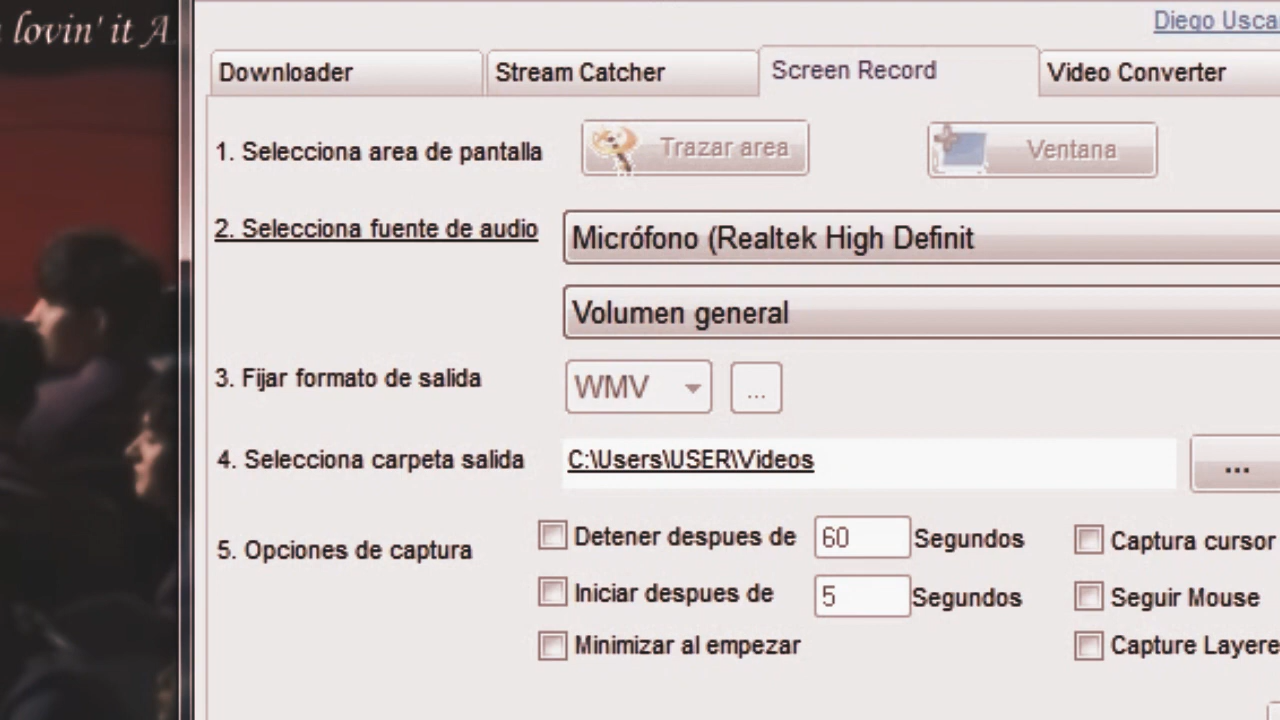 lovin' it A
Diego Usca
Downloader Stream Catcher Screen Record Video Converter
1. Selecciona area de pantalla Trazar area Ventana
2. Selecciona fuente de audio Micrófono (Realtek High Definit
Volumen general
3. Fijar formato de salida WMV ...
4. Selecciona carpeta salida C:\Users\USER\Videos ...
5. Opciones de captura
Detener despues de 60 Segundos Captura cursor
Iniciar despues de 5 Segundos Seguir Mouse
Minimizar al empezar Capture Layere